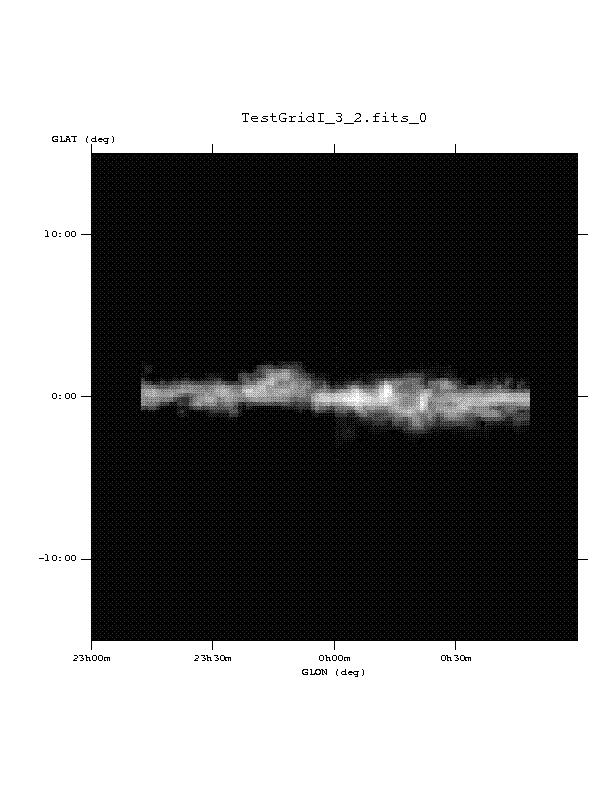 TestGridI_3_2.fits_0
GLAT (deg)
10:00
0:00
-10:00
23h00m 23h30m 0h00m 0h30m
GLON (deg)